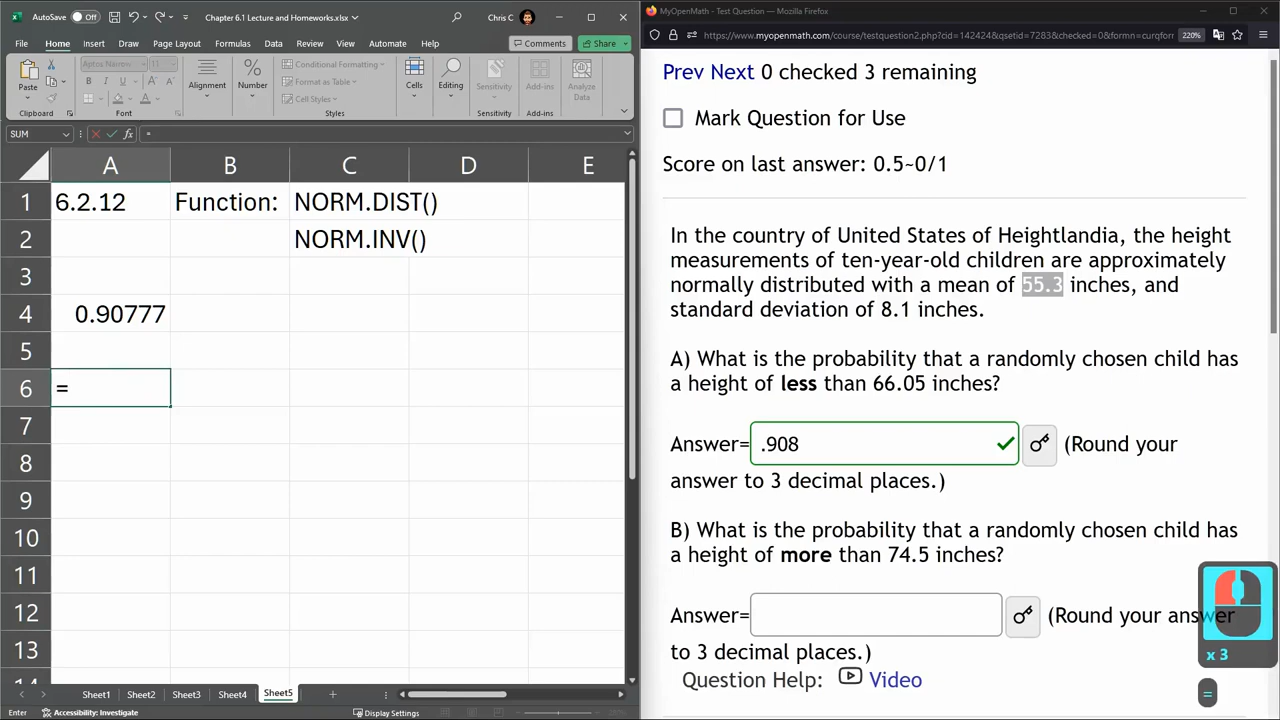 AutoSave Off Chapter 6.1 Lecture and Homeworks.xlsx Chris C
File Home Insert Draw Page Layout Formulas Data Review View Automate Help Comments Share
Paste Aptos Narrow 11 B I U A A Alignment % Number Conditional Formatting Format as Table Cell Styles Cells Editing Sensitivity Add-ins Analyze Data
Clipboard Font Styles Sensitivity Add-ins
SUM fx =
A B C D E
1 6.2.12 Function: NORM.DIST()
2 NORM.INV()
3
4 0.90777
5
6 =
7
8
9
10
11
12
13
14
Sheet1 Sheet2 Sheet3 Sheet4 Sheet5 +
Enter Accessibility: Investigate Display Settings
MyOpenMath - Test Question — Mozilla Firefox
https://www.myopenmath.com/course/testquestion2.php?cid=142424&qsetid=7283&checked=0&formn=curqforn 220%
Prev Next 0 checked 3 remaining
Mark Question for Use
Score on last answer: 0.5~0/1
In the country of United States of Heightlandia, the height
measurements of ten-year-old children are approximately
normally distributed with a mean of 55.3 inches, and
standard deviation of 8.1 inches.
A) What is the probability that a randomly chosen child has
a height of less than 66.05 inches?
Answer= .908 (Round your
answer to 3 decimal places.)
B) What is the probability that a randomly chosen child has
a height of more than 74.5 inches?
Answer= (Round your answer
to 3 decimal places.)
Question Help: Video
x 3
=